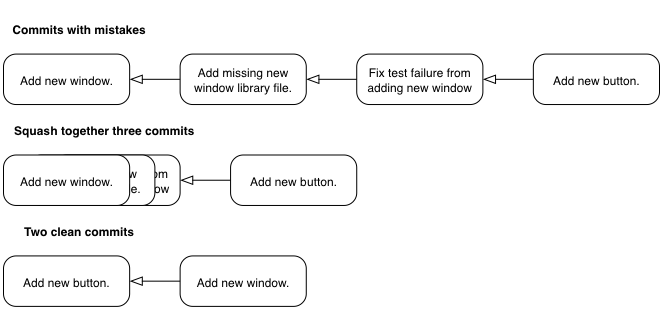 Commits with mistakes
Add new window.
Add missing new
window library file.
Fix test failure from
adding new window
Add new button.
Squash together three commits
Add new window.
w
e.
om
ow
Add new button.
Two clean commits
Add new button.
Add new window.